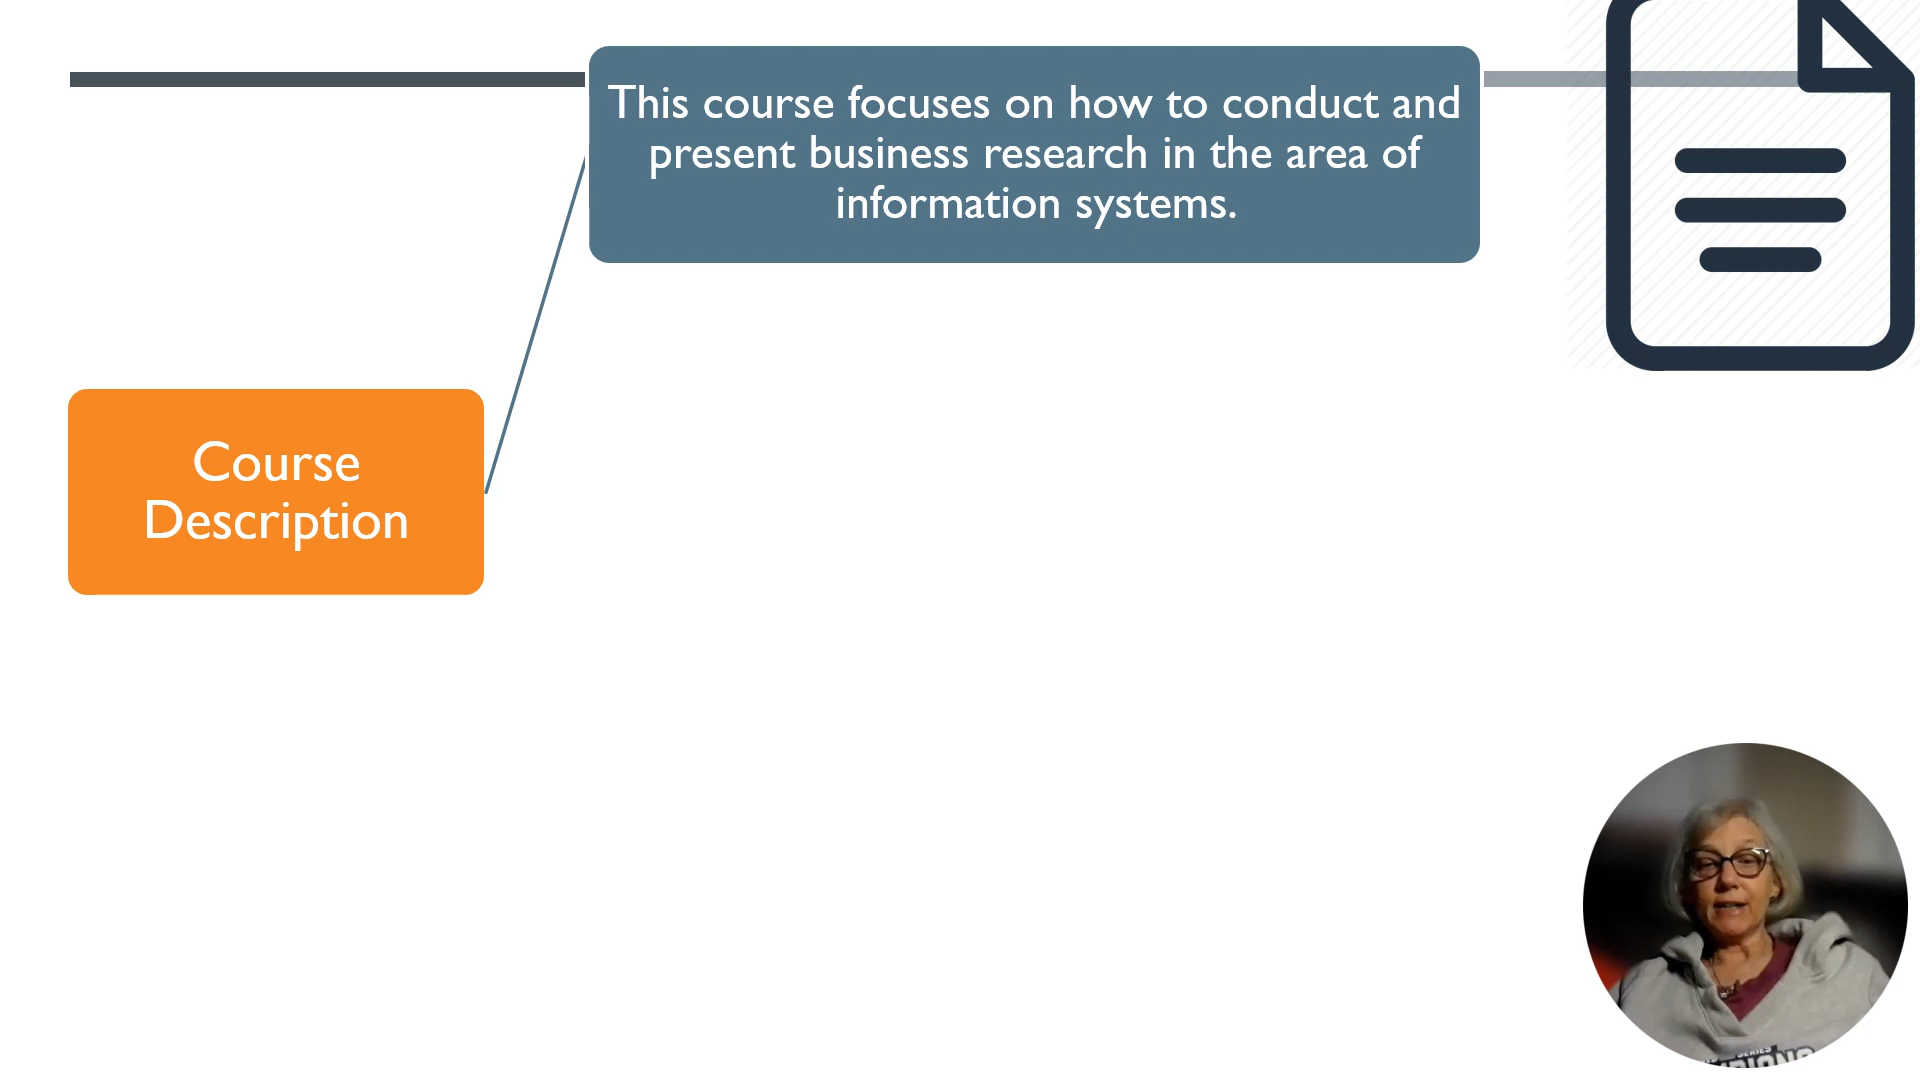 This course focuses on how to conduct and
present business research in the area of
information systems.
Course
Description
SERIES